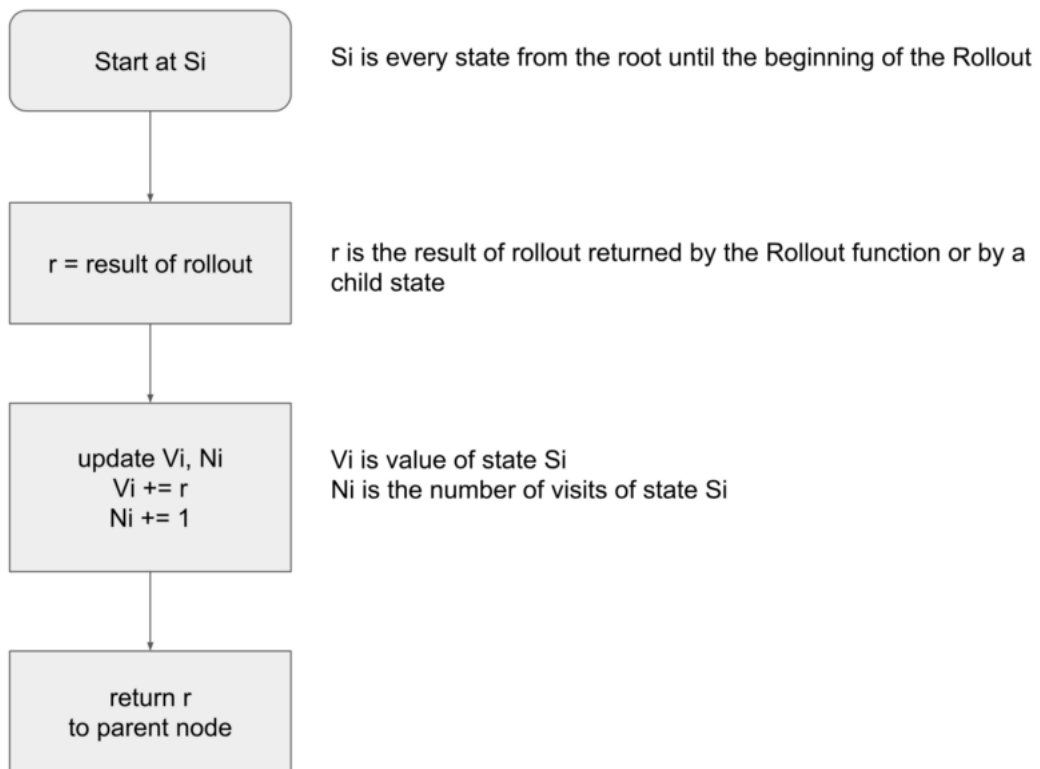 Start at Si
Si is every state from the root until the beginning of the Rollout
r = result of rollout
r is the result of rollout returned by the Rollout function or by a
child state
update Vi, Ni
Vi += r
Ni += 1
Vi is value of state Si
Ni is the number of visits of state Si
return r
to parent node